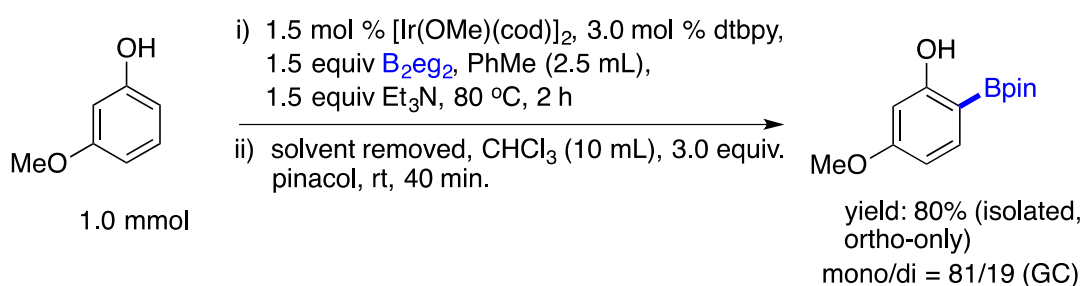 OH
MeO
1.0 mmol
i) 1.5 mol % [Ir(OMe)(cod)]₂, 3.0 mol % dtbpy,
1.5 equiv B₂eg₂, PhMe (2.5 mL),
1.5 equiv Et₃N, 80 ºC, 2 h
ii) solvent removed, CHCl₃ (10 mL), 3.0 equiv.
pinacol, rt, 40 min.
OH
Bpin
MeO
yield: 80% (isolated,
ortho-only)
mono/di = 81/19 (GC)